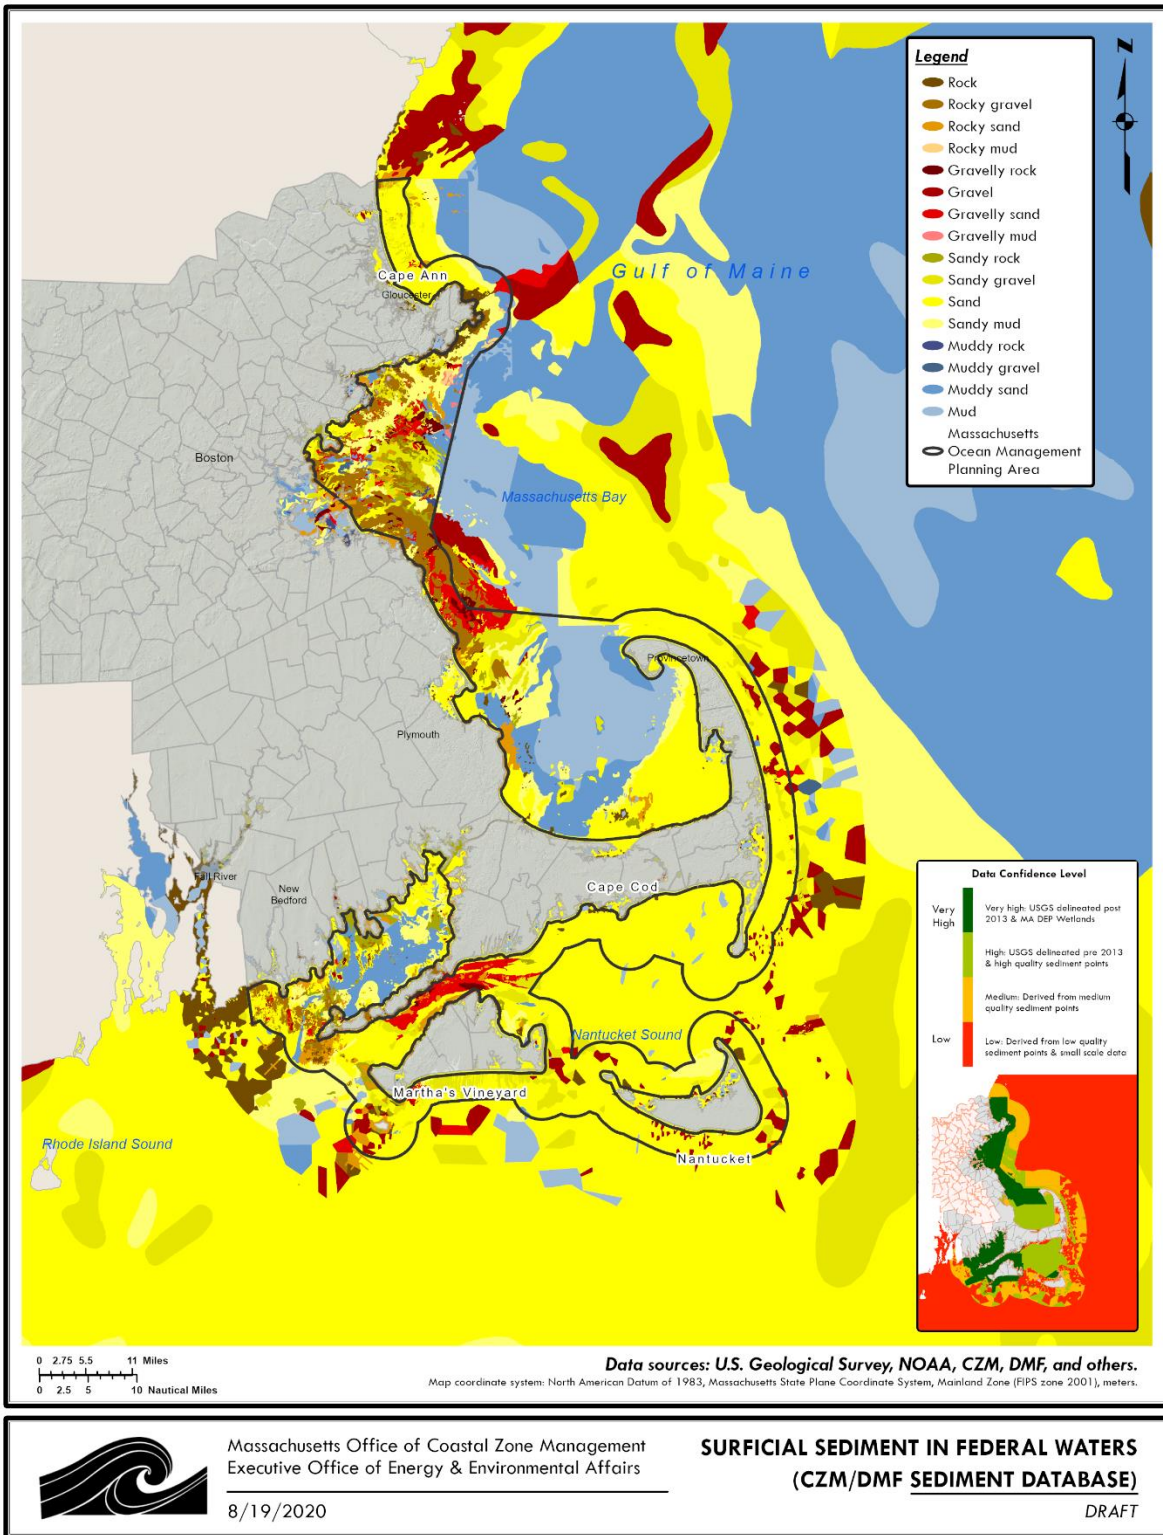 Legend
Rock
Rocky gravel
Rocky sand
Rocky mud
Gravelly rock
Gravel
Gravelly sand
Gravelly mud
Sandy rock
Sandy gravel
Sand
Sandy mud
Muddy rock
Muddy gravel
Muddy sand
Mud
Massachusetts
Ocean Management
Planning Area
N
Gulf of Maine
Cape Ann
Gloucester
Boston
Massachusetts Bay
Provincetown
Plymouth
Cape Cod
Fall River
New
Bedford
Nantucket Sound
Martha's Vineyard
Rhode Island Sound
Nantucket
Data Confidence Level
Very
High
Very high: USGS delineated post
2013 & MA DEP Wetlands
High: USGS delineated pre 2013
& high quality sediment points
Medium: Derived from medium
quality sediment points
Low
Low: Derived from low quality
sediment points & small scale data
0 2.75 5.5 11 Miles
0 2.5 5 10 Nautical Miles
Data sources: U.S. Geological Survey, NOAA, CZM, DMF, and others.
Map coordinate system: North American Datum of 1983, Massachusetts State Plane Coordinate System, Mainland Zone (FIPS zone 2001), meters.
Massachusetts Office of Coastal Zone Management
Executive Office of Energy & Environmental Affairs
8/19/2020
SURFICIAL SEDIMENT IN FEDERAL WATERS
(CZM/DMF SEDIMENT DATABASE)
DRAFT